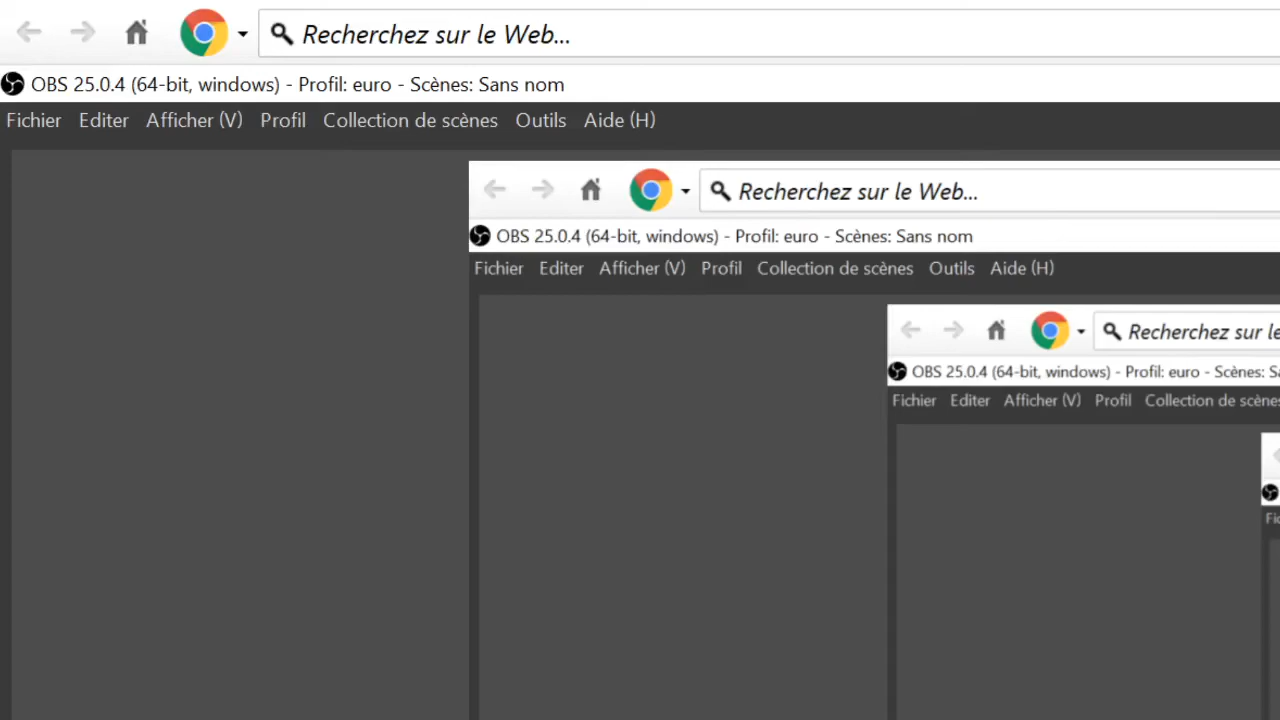 Recherchez sur le Web...
OBS 25.0.4 (64-bit, windows) - Profil: euro - Scènes: Sans nom
Fichier Editer Afficher (V) Profil Collection de scènes Outils Aide (H)
Recherchez sur le Web...
OBS 25.0.4 (64-bit, windows) - Profil: euro - Scènes: Sans nom
Fichier Editer Afficher (V) Profil Collection de scènes Outils Aide (H)
Recherchez sur le
OBS 25.0.4 (64-bit, windows) - Profil: euro - Scènes: Sa
Fichier Editer Afficher (V) Profil Collection de scènes
Fic